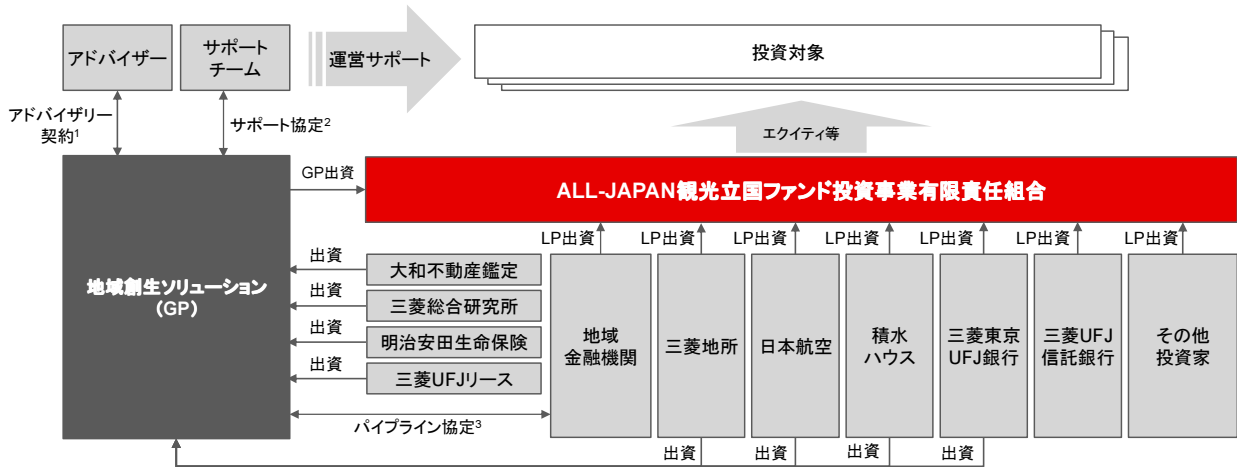 アドバイザー
サポート
チーム
運営サポート
投資対象
アドバイザリー
契約1
サポート協定2
エクイティ等
GP出資
ALL-JAPAN観光立国ファンド投資事業有限責任組合
LP出資
LP出資
LP出資
LP出資
LP出資
LP出資
LP出資
地域創生ソリューション
(GP)
出資
大和不動産鑑定
出資
三菱総合研究所
出資
明治安田生命保険
出資
三菱UFJリース
地域
金融機関
三菱地所
日本航空
積水
ハウス
三菱東京
UFJ銀行
三菱UFJ
信託銀行
その他
投資家
パイプライン協定3
出資
出資
出資
出資